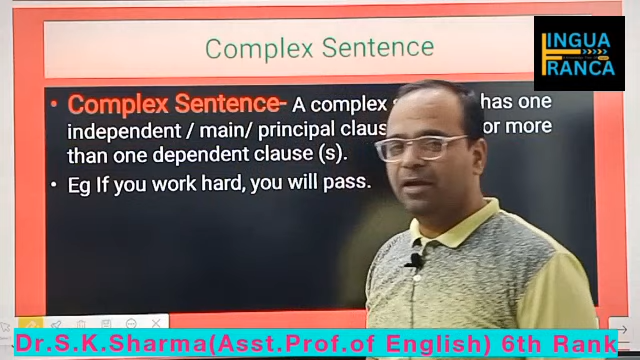 LINGUA
FRANCA
Complex Sentence
• Complex Sentence- A complex s has one
independent / main/ principal claus or more
than one dependent clause (s).
• Eg If you work hard, you will pass.
Dr.S.K.Sharma(Asst.Prof.of English) 6th Rank